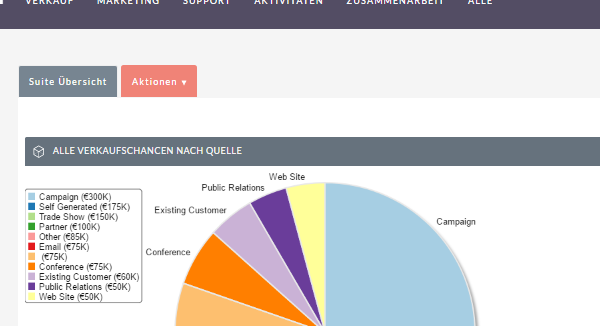 VERKAUF MARKETING SUPPORT AKTIVITÄTEN ZUSAMMENARBEIT ALLE
Suite Übersicht Aktionen ▾
ALLE VERKAUFSCHANCEN NACH QUELLE
Web Site
Public Relations
Existing Customer
Campaign
Conference
Campaign (€300K)
Self Generated (€175K)
Trade Show (€150K)
Partner (€100K)
Other (€85K)
Email (€75K)
(€75K)
Conference (€75K)
Existing Customer (€60K)
Public Relations (€50K)
Web Site (€50K)